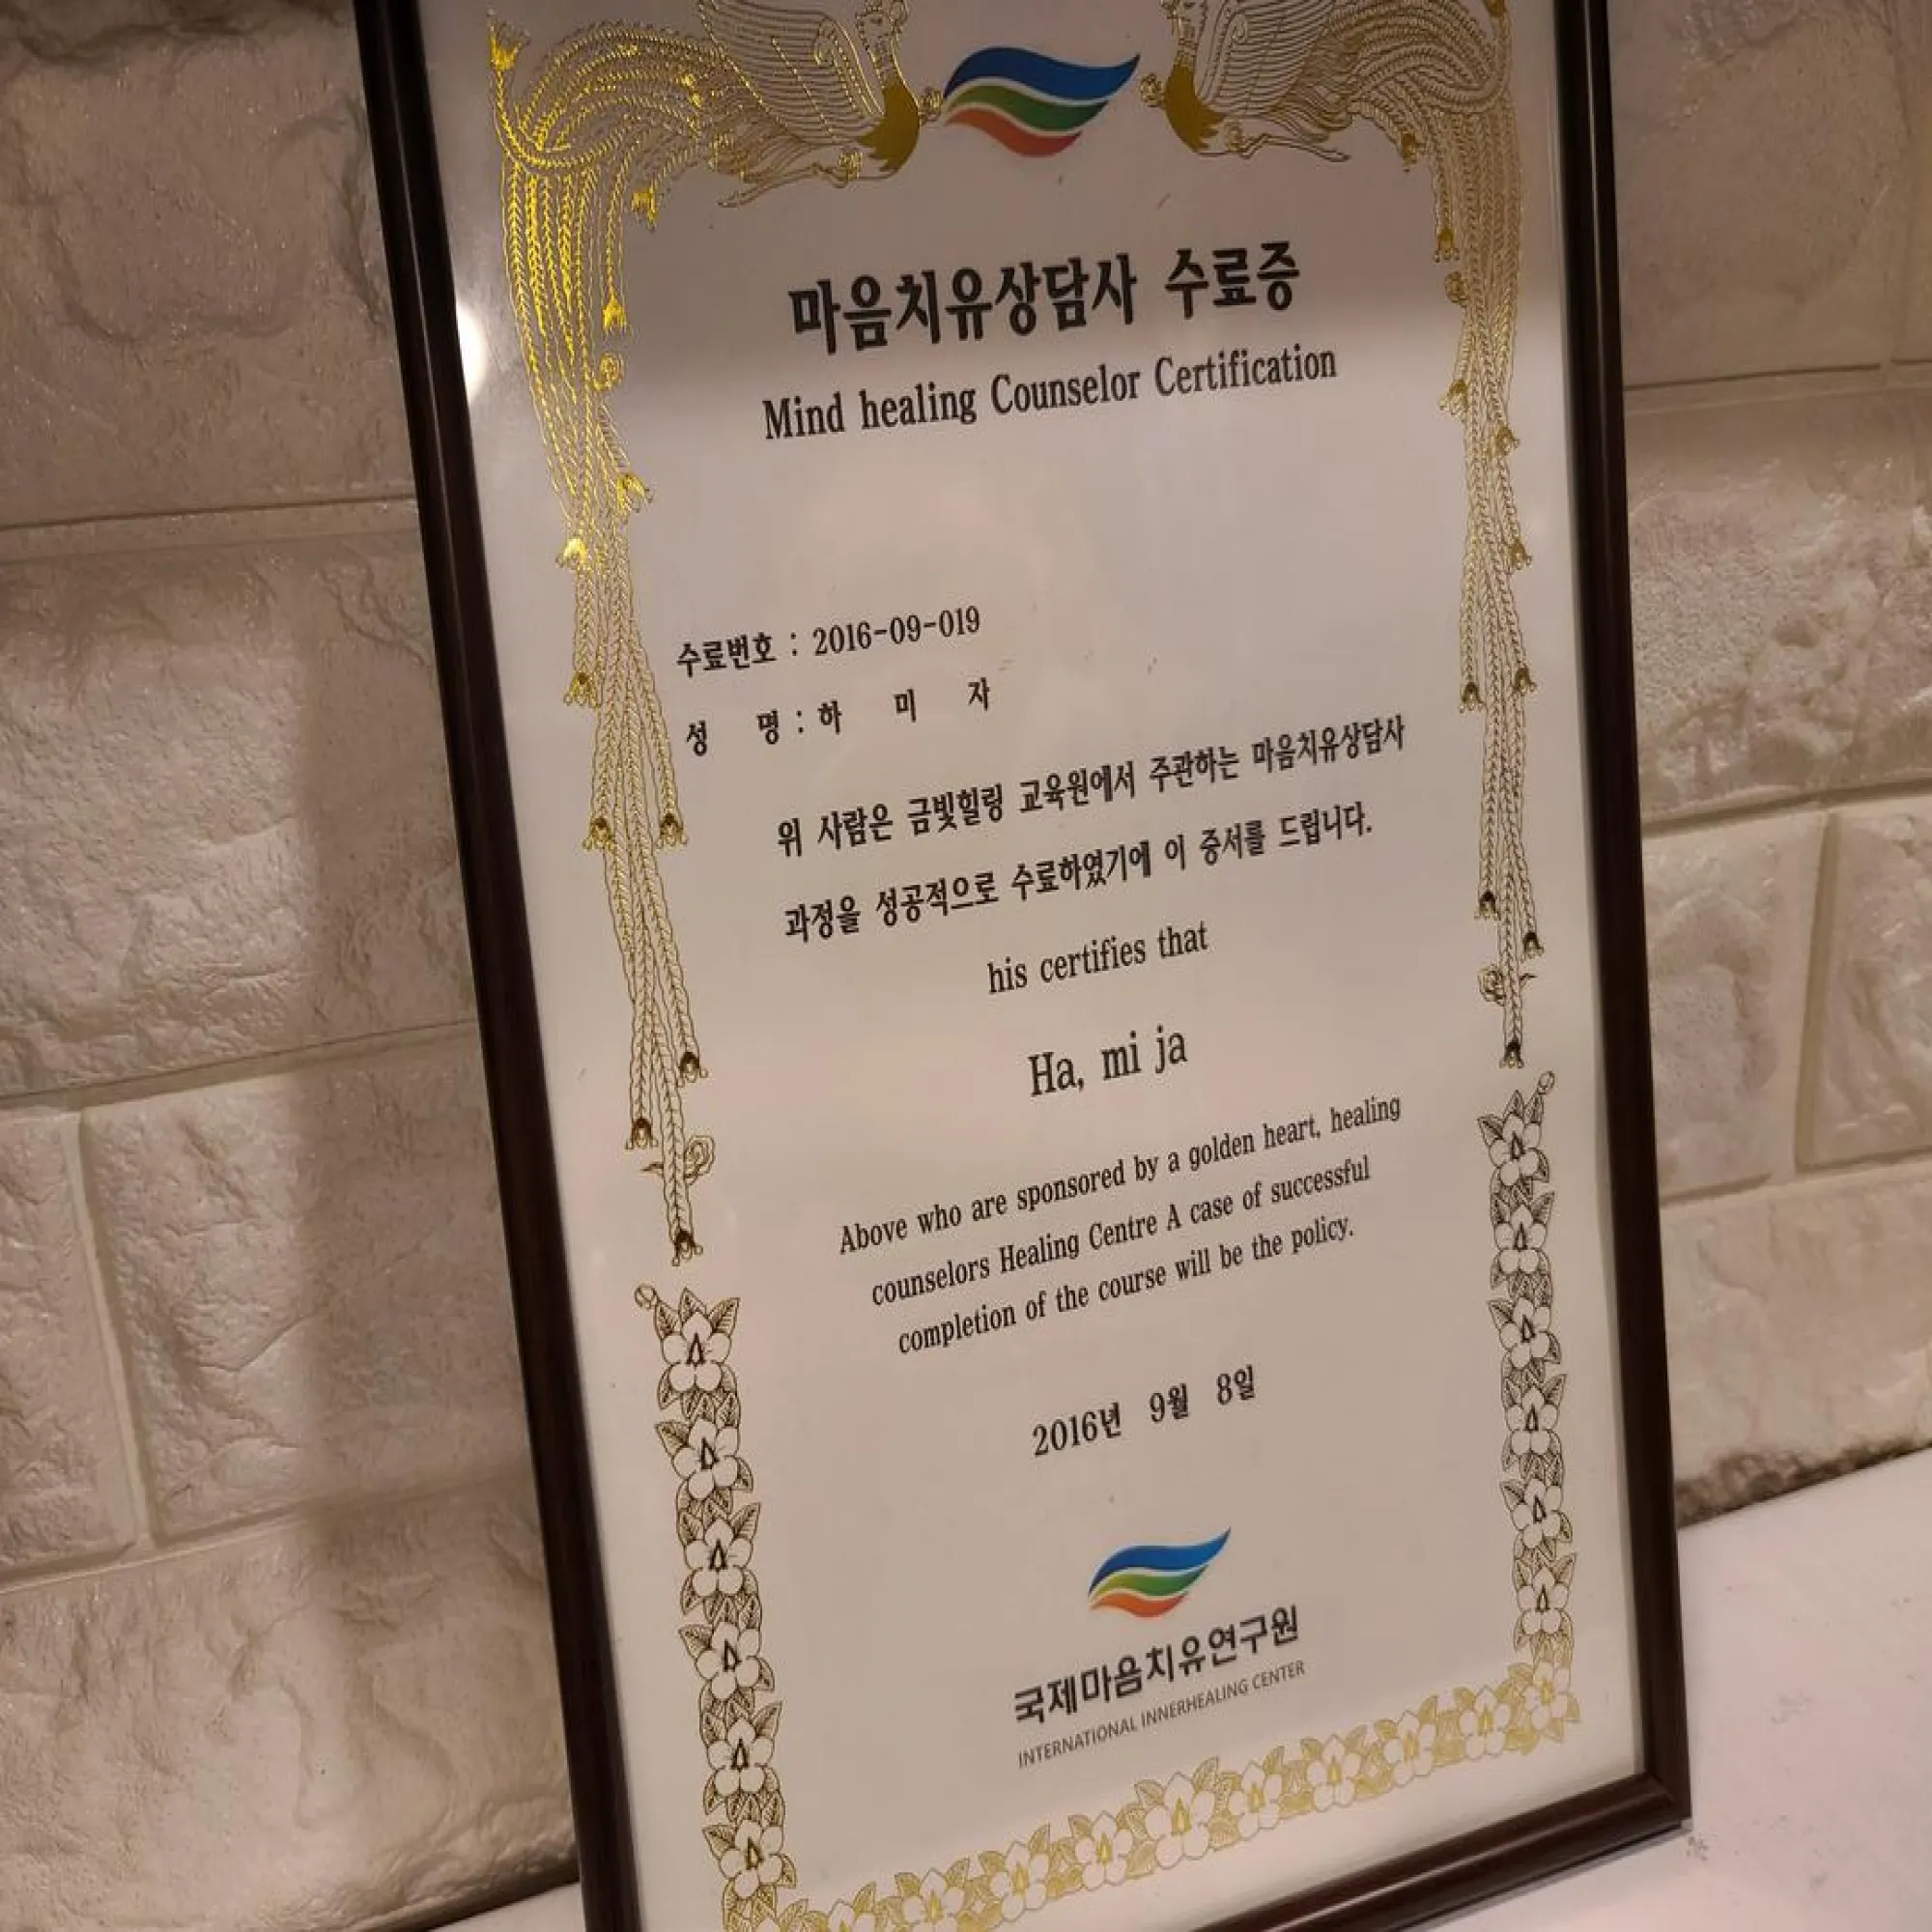 마음치유상담사 수료증
Mind healing Counselor Certification
수료번호 : 2016-09-019
성 명 : 하 미 자
위 사람은 금빛힐링 교육원에서 주관하는 마음치유상담사
과정을 성공적으로 수료하였기에 이 증서를 드립니다.
his certifies that
Ha, mi ja
Above who are sponsored by a golden heart, healing
counselors Healing Centre A case of successful
completion of the course will be the policy.
2016년 9월 8일
국제마음치유연구원
INTERNATIONAL INNERHEALING CENTER